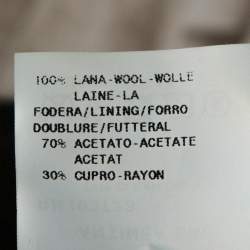 100% LANA-WOOL-WOLLE
LAINE-LA
FODERA/LINING/FORRO
DOUBLURE/FUTTERAL
70% ACETATO-ACETATE
ACETAT
30% CUPRO-RAYON